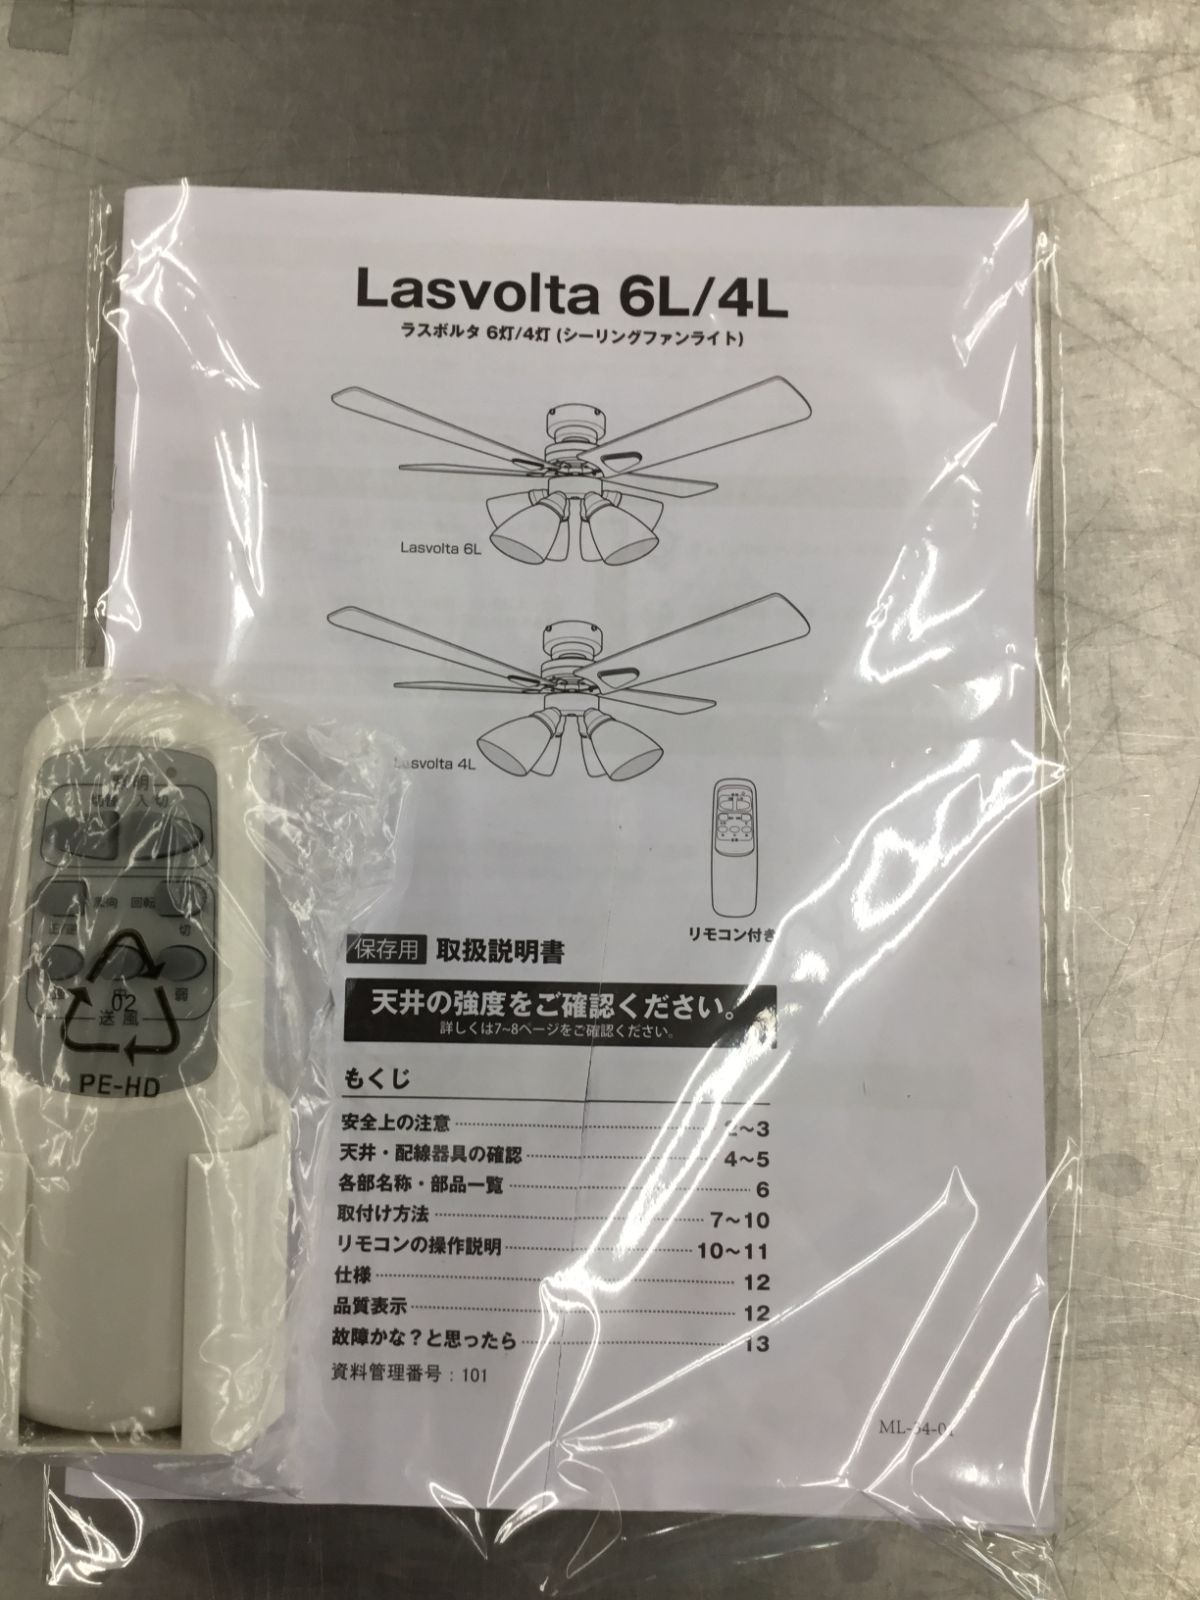 Lasvolta 6L/4L
ラスボルタ 6灯/4灯 (シーリングファンライト)
Lasvolta 6L
svolta 4L
リモコン付き
保存用 取扱説明書
天井の強度をご確認ください。
詳しくは7~8ページをご確認ください。
もくじ
安全上の注意 2~3
天井・配線器具の確認 4~5
各部名称・部品一覧 6
取付け方法 7~10
リモコンの操作説明 10~11
仕様 12
品質表示 12
故障かな？と思ったら 13
資料管理番号：101
照明
切替 入切
風向 回転
切
中 弱
02
送風
PE-HD